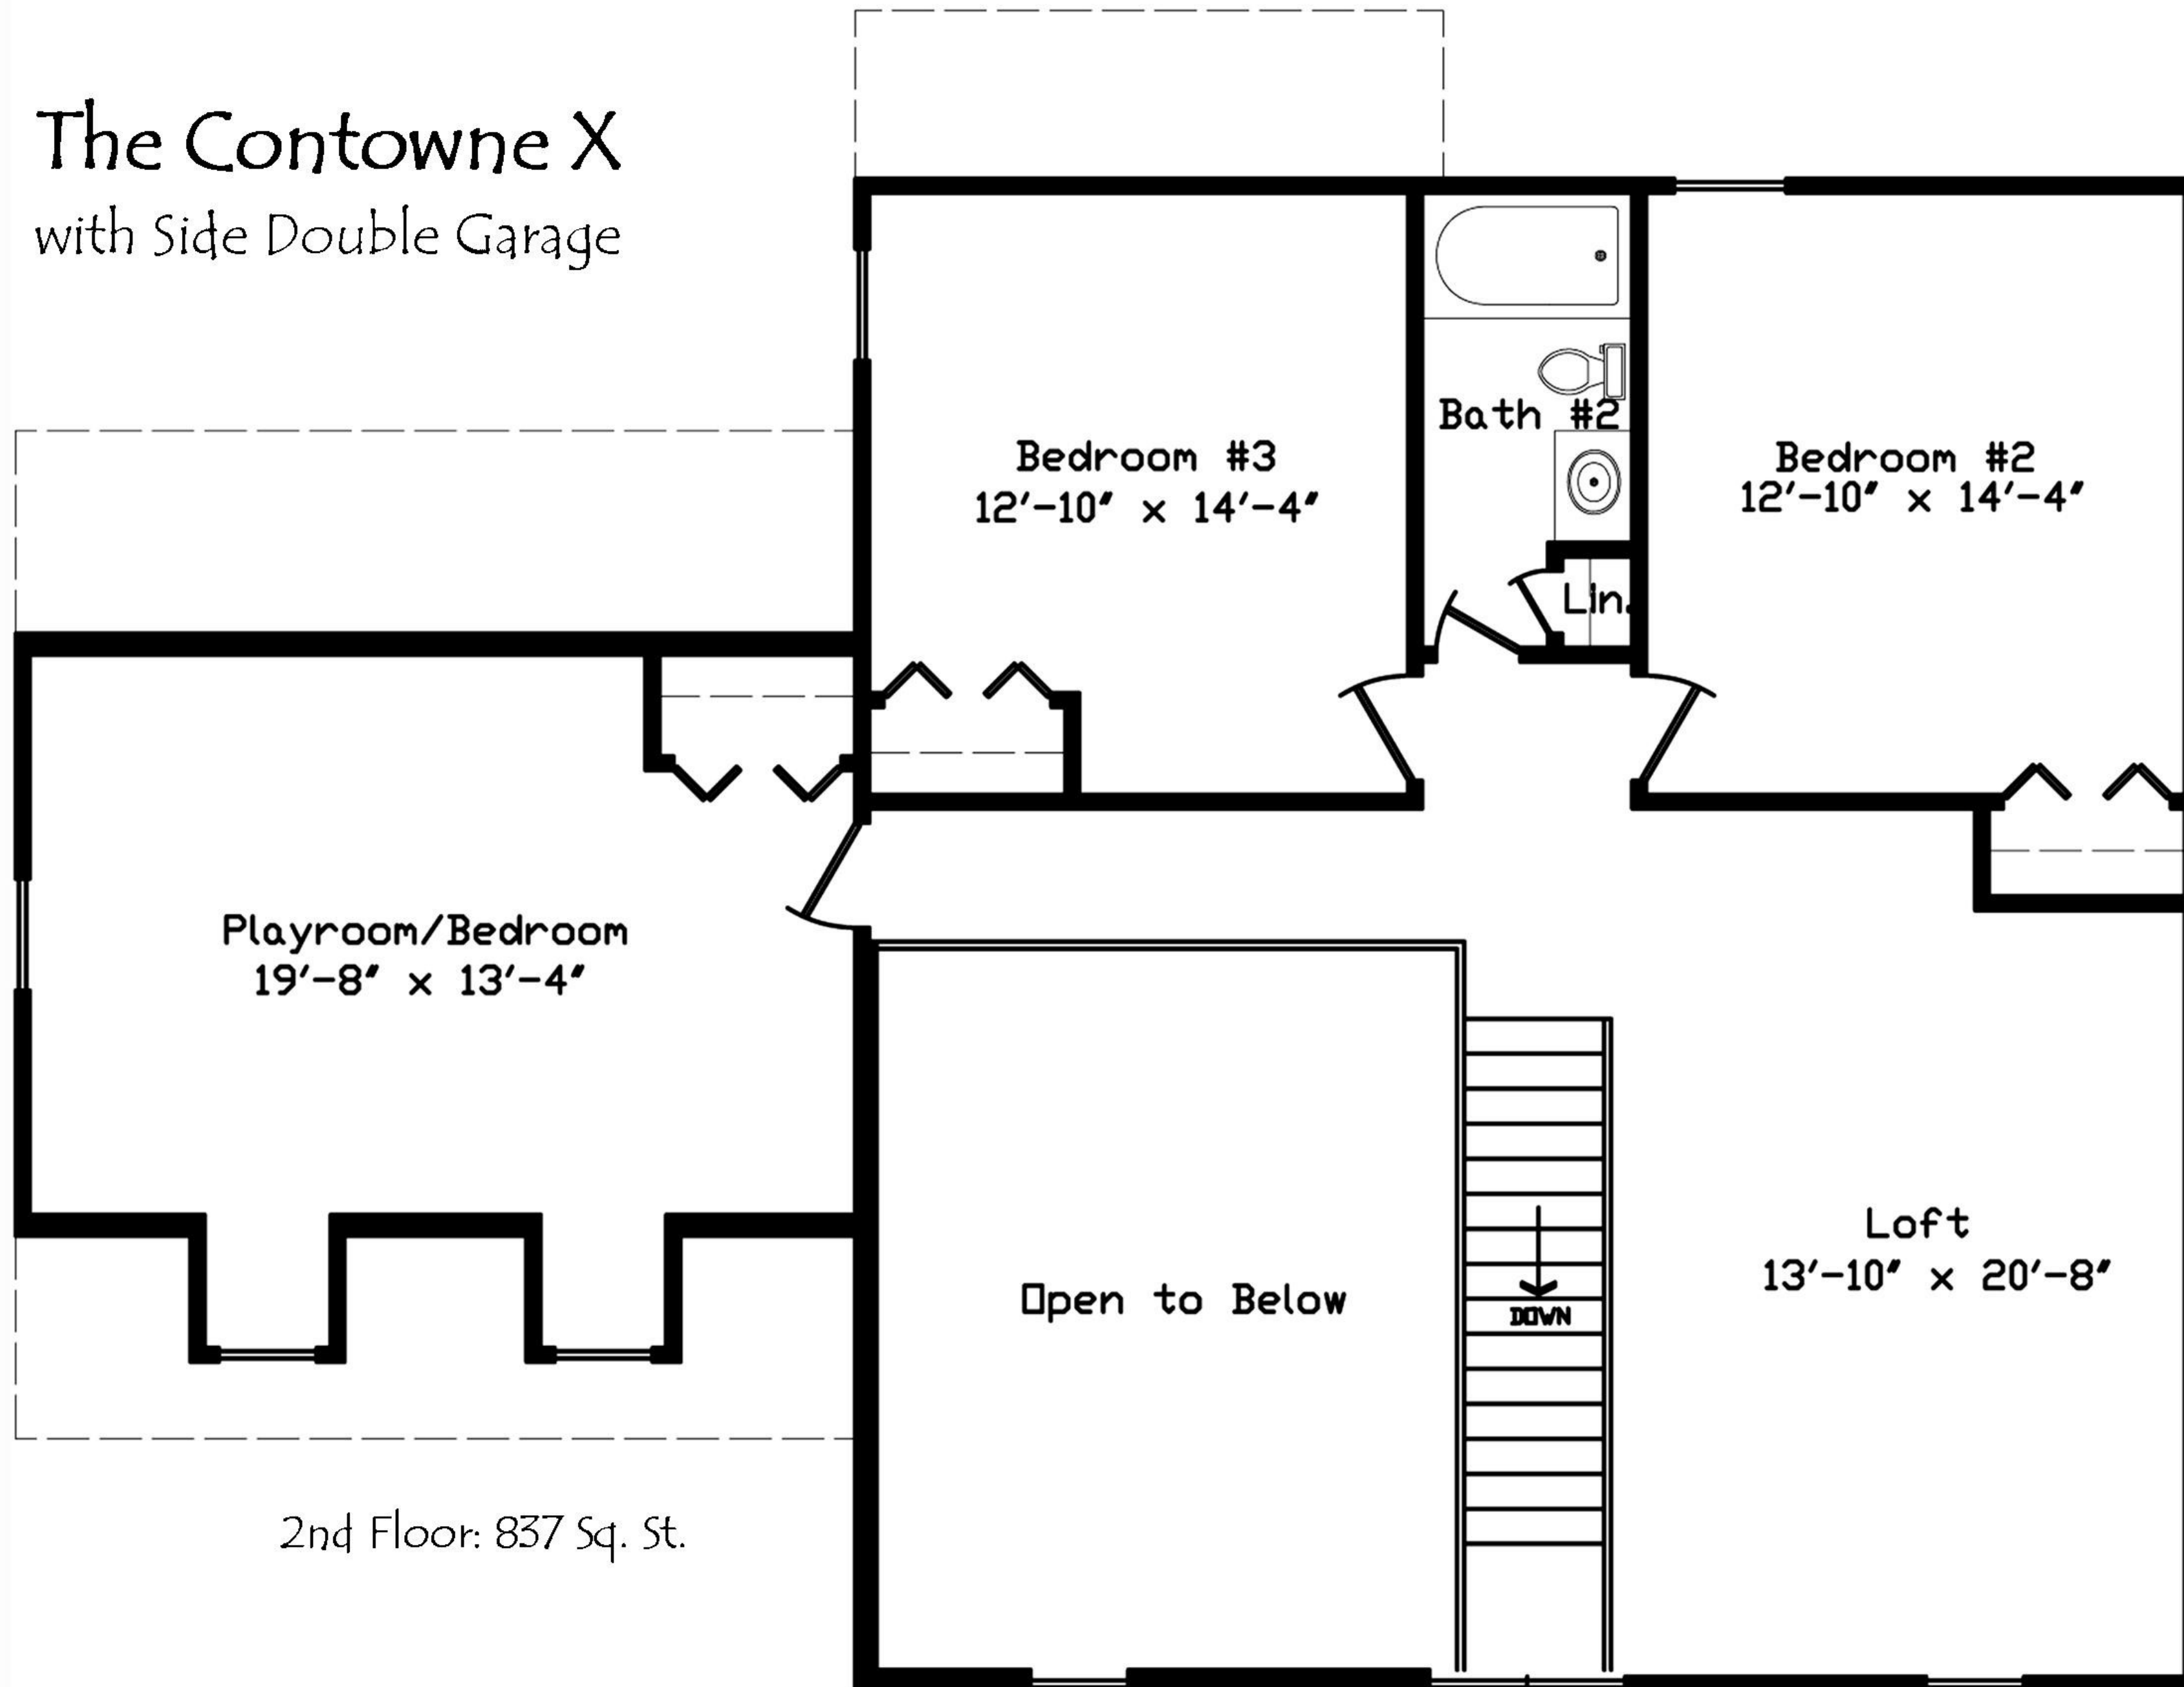 The Contowne X
with Side Double Garage
Bath #2
Bedroom #3
12'-10" x 14'-4"
Bedroom #2
12'-10" x 14'-4"
Lin.
Playroom/Bedroom
19'-8" x 13'-4"
Loft
13'-10" x 20'-8"
Open to Below
DOWN
2nd Floor: 837 Sq. St.